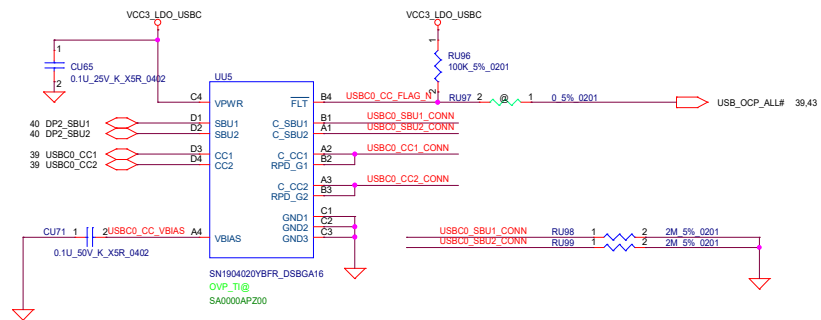 VCC3_LDO_USBC
VCC3_LDO_USBC
1
CU65
0.1U_25V_K_X5R_0402
2
1
RU96
100K_5%_0201
2
UU5
C4 VPWR
FLT B4 USBC0_CC_FLAG_N
RU97 2 @ 1 0_5%_0201
USB_OCP_ALL# 39,43
40 DP2_SBU1 D1 SBU1
C_SBU1 B1 USBC0_SBU1_CONN
40 DP2_SBU2 D2 SBU2
C_SBU2 A1 USBC0_SBU2_CONN
39 USBC0_CC1 D3 CC1
C_CC1 A2 USBC0_CC1_CONN
39 USBC0_CC2 D4 CC2
RPD_G1 B2
C_CC2 A3 USBC0_CC2_CONN
RPD_G2 B3
GND1 C1
GND2 C2
GND3 C3
CU71 1 2 USBC0_CC_VBIAS A4 VBIAS
0.1U_50V_K_X5R_0402
USBC0_SBU1_CONN RU98 1 2 2M_5%_0201
USBC0_SBU2_CONN RU99 1 2 2M_5%_0201
SN1904020YBFR_DSBGA16
OVP_TI@
SA0000APZ00